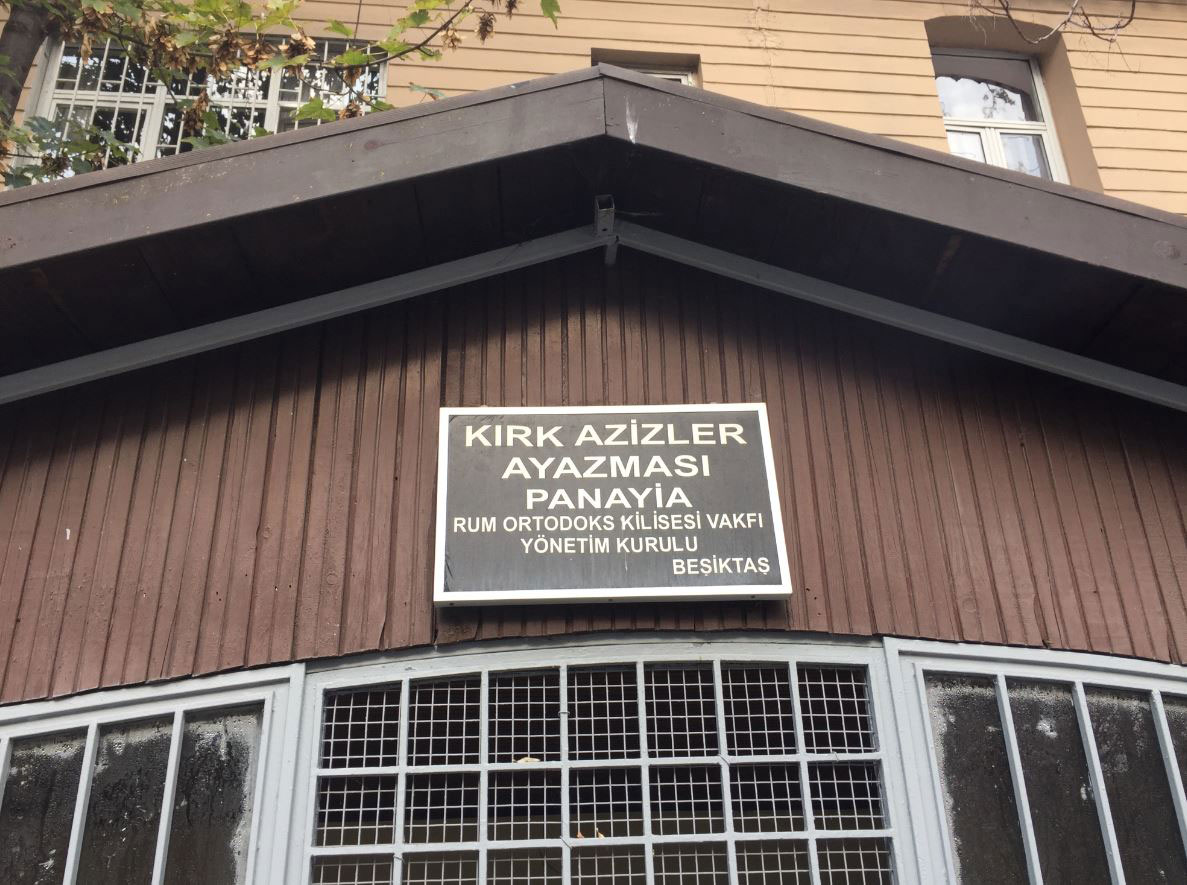 KIRK AZİZLER
AYAZMASI
PANAYİA
RUM ORTODOKS KİLİSESİ VAKFI
YÖNETİM KURULU
BEŞİKTAŞ